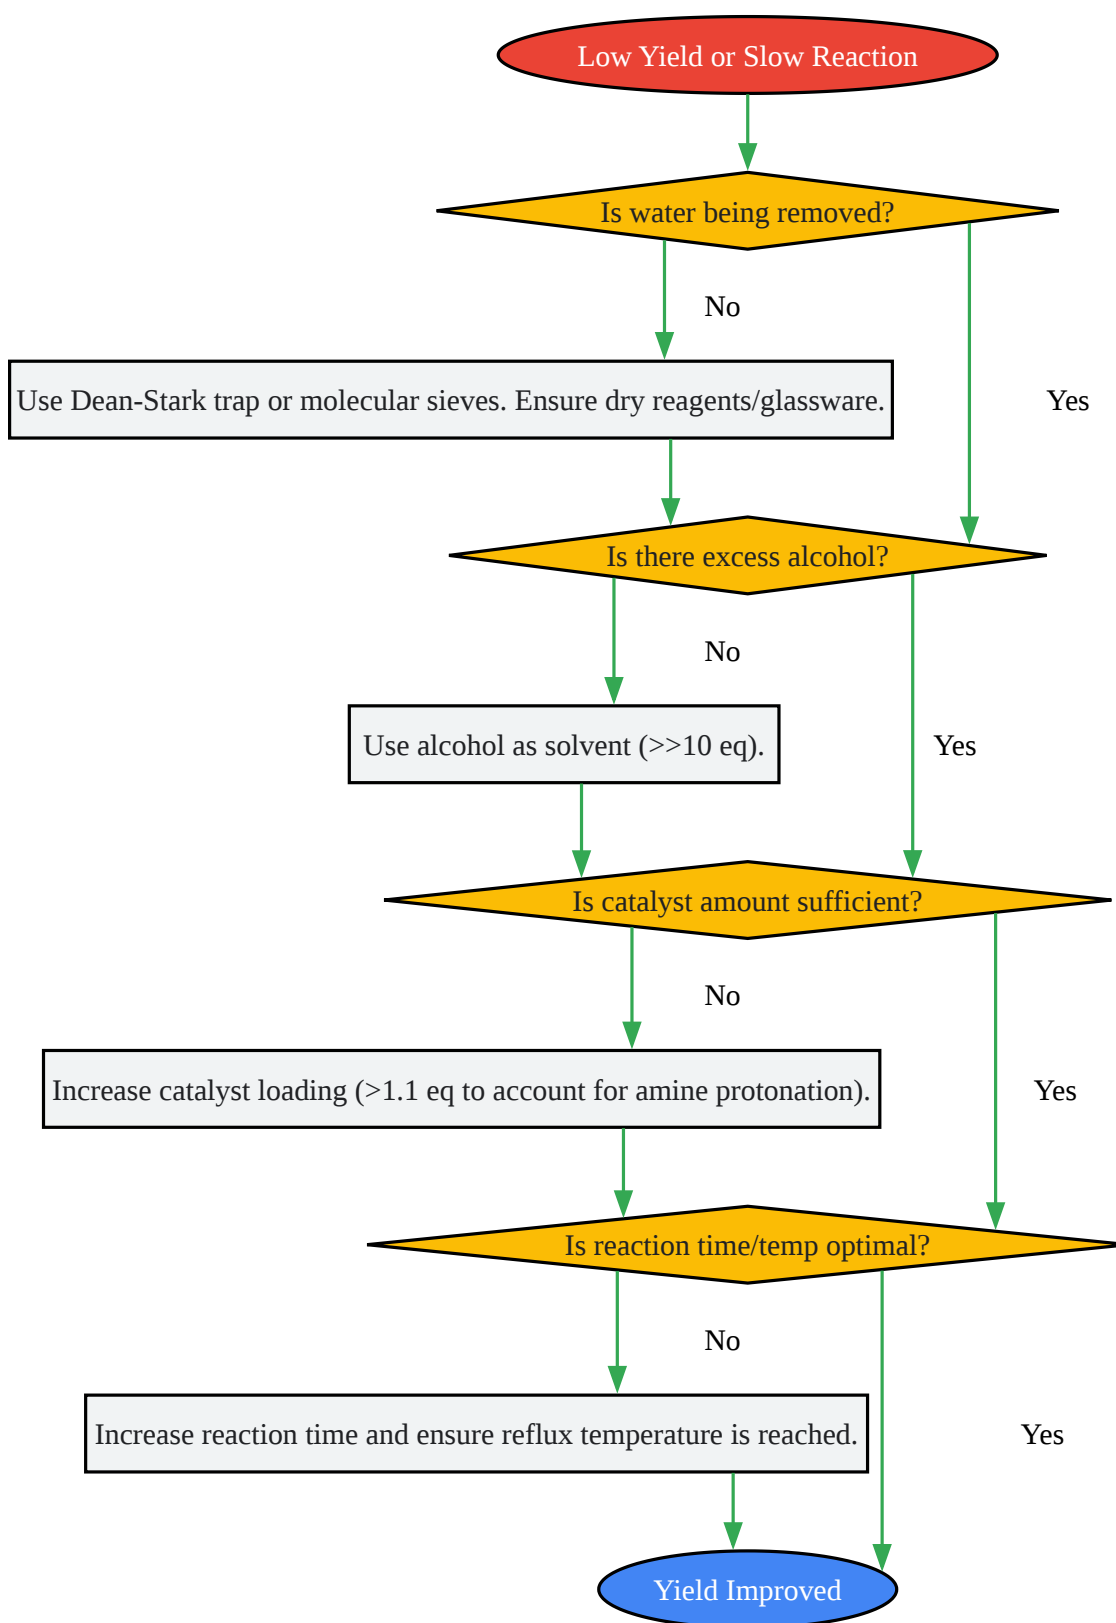 Low Yield or Slow Reaction
Is water being removed?
No
Use Dean-Stark trap or molecular sieves. Ensure dry reagents/glassware.
Yes
Is there excess alcohol?
No
Use alcohol as solvent (>>10 eq).
Yes
Is catalyst amount sufficient?
No
Increase catalyst loading (>1.1 eq to account for amine protonation).
Yes
Is reaction time/temp optimal?
No
Increase reaction time and ensure reflux temperature is reached.
Yes
Yield Improved